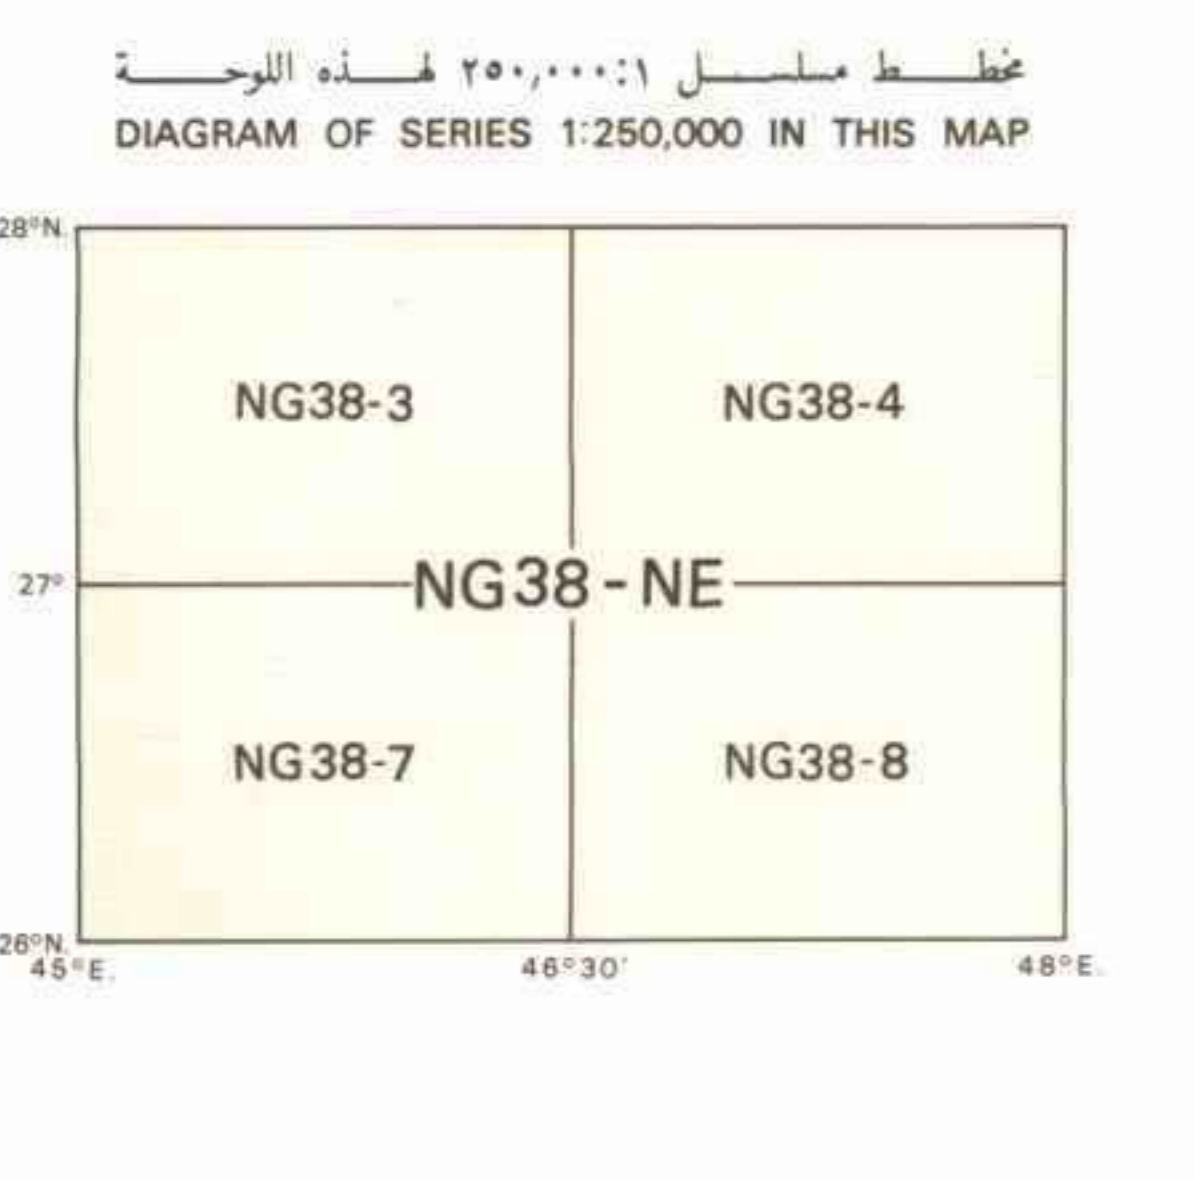 مخطط مسلسل ١:٢٥٠,٠٠٠ لهذه اللوحة
DIAGRAM OF SERIES 1:250,000 IN THIS MAP
28°N.
NG38-3 NG38-4
27° NG38-NE
NG38-7 NG38-8
26°N.
45°E. 46°30' 48°E.